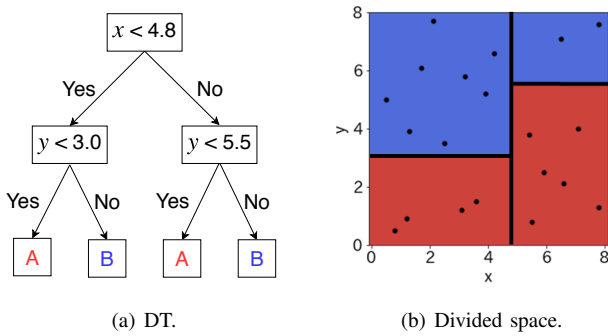 x < 4.8
Yes
No
y < 3.0
y < 5.5
Yes
No
Yes
No
A
B
A
B
(a) DT.
8
6
4
2
0
y
0
2
4
6
8
x
(b) Divided space.